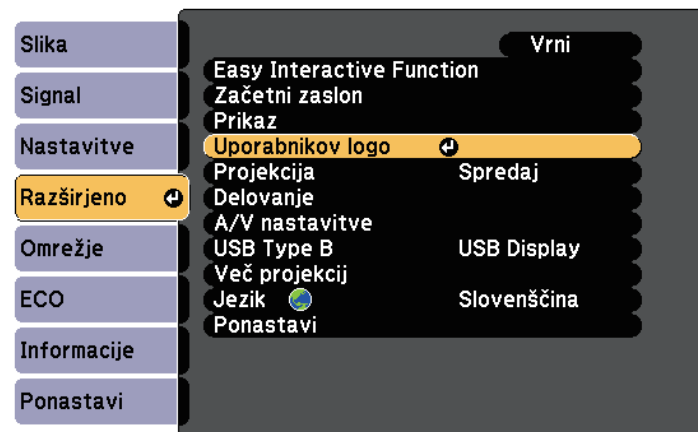 Slika
Signal
Nastavitve
Razširjeno
Omrežje
ECO
Informacije
Ponastavi
Vrni
Easy Interactive Function
Začetni zaslon
Prikaz
Uporabnikov logo
Projekcija Spredaj
Delovanje
A/V nastavitve
USB Type B USB Display
Več projekcij
Jezik Slovenščina
Ponastavi